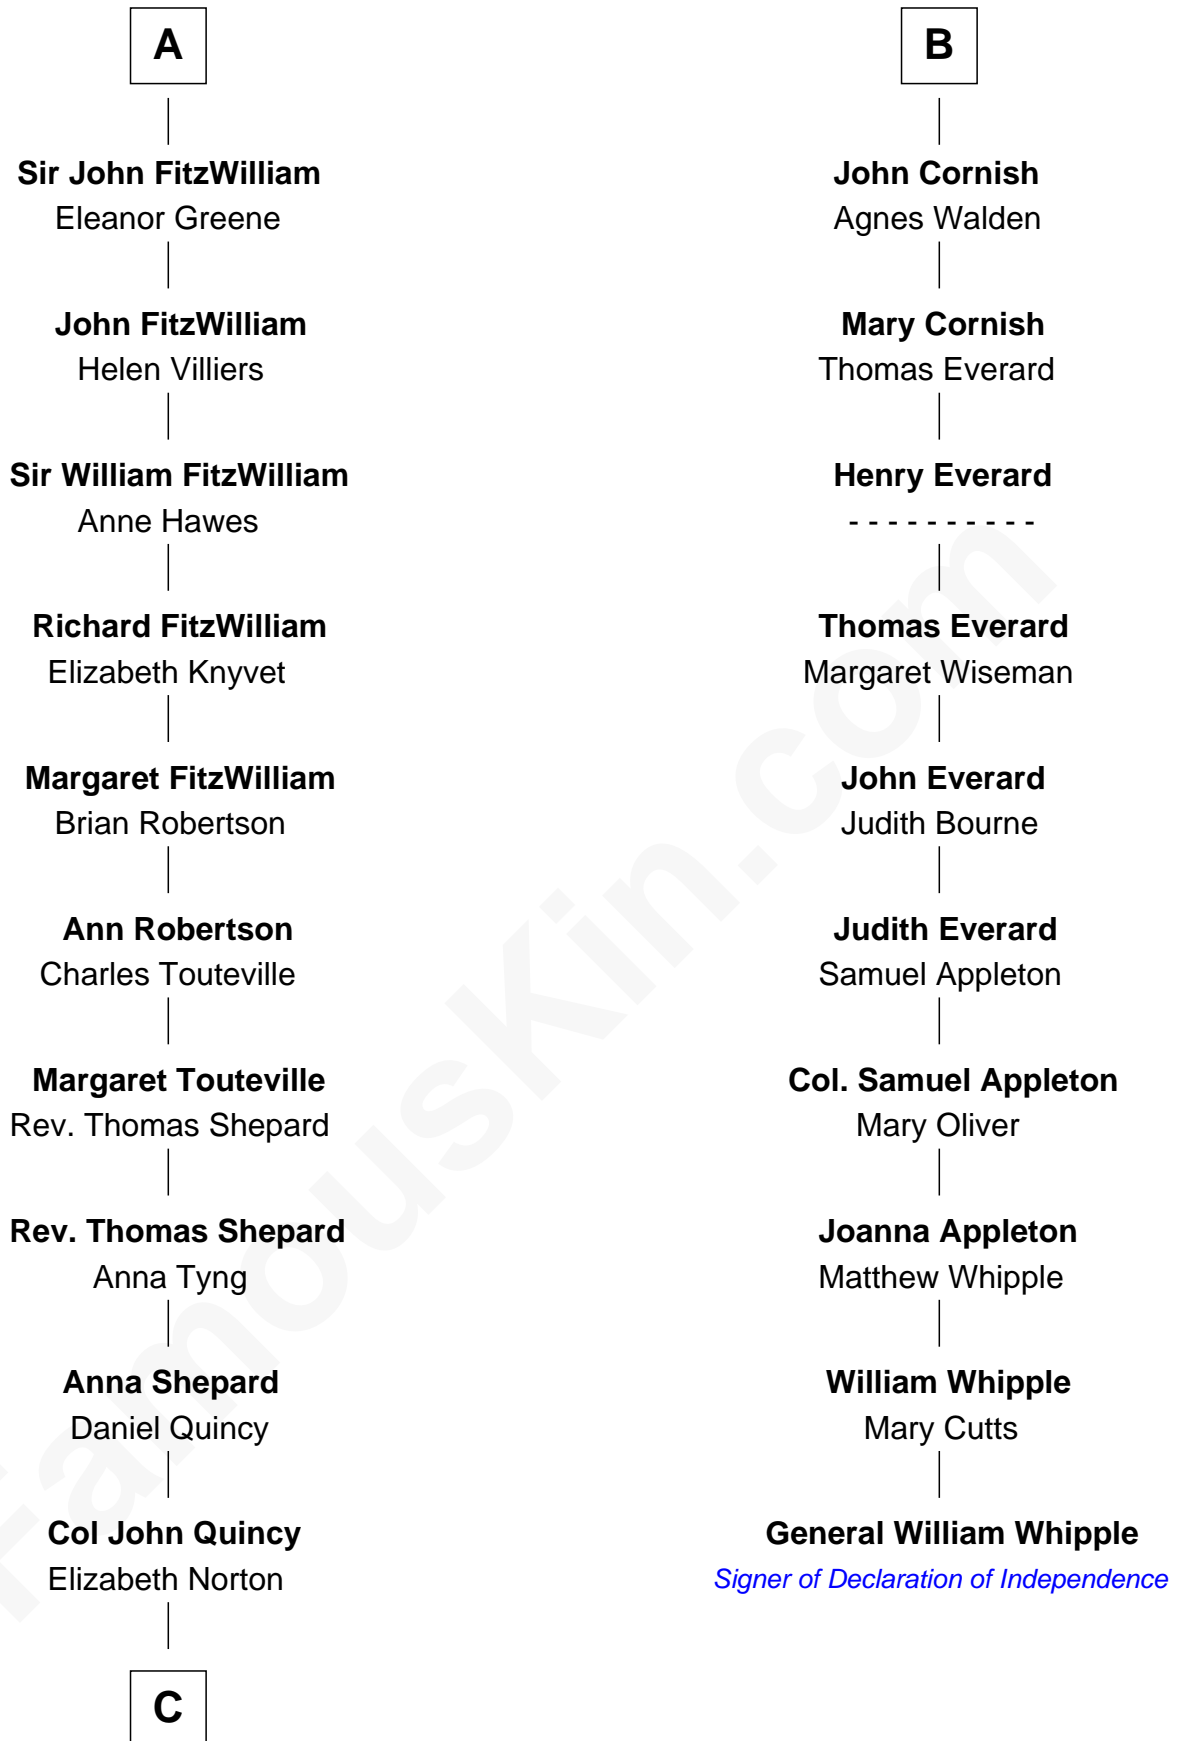 A
Sir John FitzWilliam
Eleanor Greene
John FitzWilliam
Helen Villiers
Sir William FitzWilliam
Anne Hawes
Richard FitzWilliam
Elizabeth Knyvet
Margaret FitzWilliam
Brian Robertson
Ann Robertson
Charles Touteville
Margaret Touteville
Rev. Thomas Shepard
Rev. Thomas Shepard
Anna Tyng
Anna Shepard
Daniel Quincy
Col John Quincy
Elizabeth Norton
C
B
John Cornish
Agnes Walden
Mary Cornish
Thomas Everard
Henry Everard
- - - - - - - - - -
Thomas Everard
Margaret Wiseman
John Everard
Judith Bourne
Judith Everard
Samuel Appleton
Col. Samuel Appleton
Mary Oliver
Joanna Appleton
Matthew Whipple
William Whipple
Mary Cutts
General William Whipple
Signer of Declaration of Independence
FamousKin.com